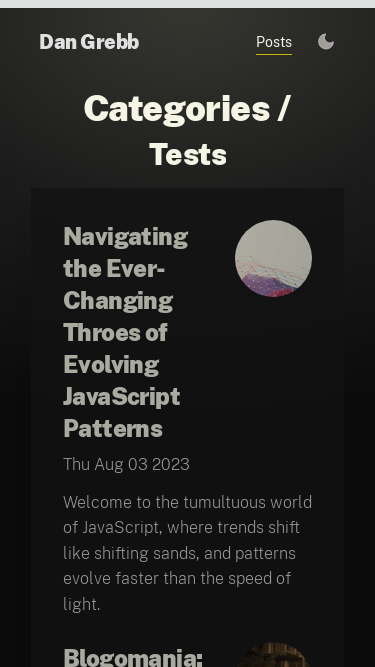 Dan Grebb
Posts
Categories /
Tests
Navigating
the Ever-
Changing
Throes of
Evolving
JavaScript
Patterns
Thu Aug 03 2023
Welcome to the tumultuous world
of JavaScript, where trends shift
like shifting sands, and patterns
evolve faster than the speed of
light.
Blogomania: